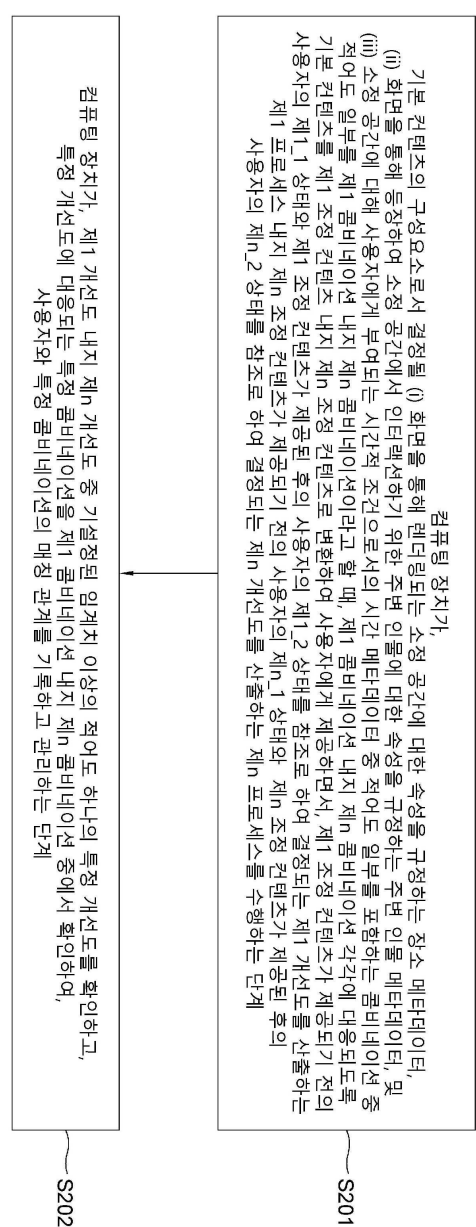 컴퓨팅 장치가,
기본 컨텐츠의 구성요소로서 결정될 (i) 화면을 통해 렌더링되는 소정 공간에 대한 속성을 규정하는 장소 메타데이터,
(ii) 화면을 통해 등장하여 소정 공간에서 인터랙션하기 위한 주변 인물에 대한 속성을 규정하는 주변 인물 메타데이터, 및
(iii) 소정 공간에 대해 사용자에게 부여되는 시간적 조건으로서의 시간 메타데이터 중 적어도 일부를 포함하는 콤비네이션 중
적어도 일부를 제1 콤비네이션 내지 제n 콤비네이션이라고 할 때, 제1 콤비네이션 내지 제n 콤비네이션 각각에 대응되도록
기본 컨텐츠를 제1 조정 컨텐츠 내지 제n 조정 컨텐츠로 변환하여 사용자에게 제공하면서, 제1 조정 컨텐츠가 제공되기 전의
사용자의 제1_1 상태와 제1 조정 컨텐츠가 제공된 후의 사용자의 제1_2 상태를 참조로 하여 결정되는 제1 개선도를 산출하는
제1 프로세스 내지 제n 조정 컨텐츠가 제공되기 전의 사용자의 제n_1 상태와 제n 조정 컨텐츠가 제공된 후의
사용자의 제n_2 상태를 참조로 하여 결정되는 제n 개선도를 산출하는 제n 프로세스를 수행하는 단계
S201
컴퓨팅 장치가, 제1 개선도 내지 제n 개선도 중 기설정된 임계치 이상의 적어도 하나의 특정 개선도를 확인하고,
특정 개선도에 대응되는 특정 콤비네이션을 제1 콤비네이션 내지 제n 콤비네이션 중에서 확인하여,
사용자와 특정 콤비네이션의 매칭 관계를 기록하고 관리하는 단계
S202